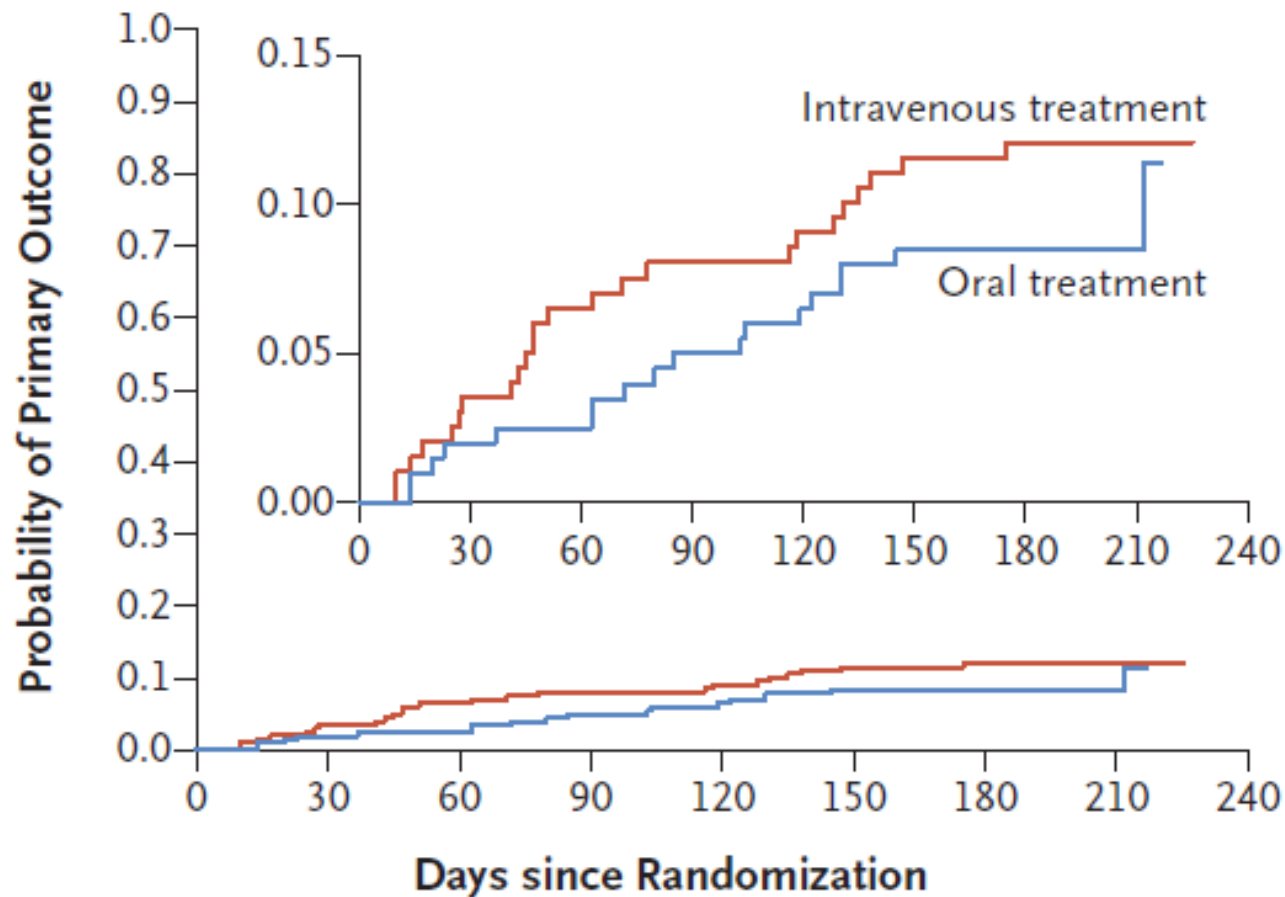 Probability of Primary Outcome
1.0
0.9
0.8
0.7
0.6
0.5
0.4
0.3
0.2
0.1
0.0
0.15
0.10
0.05
0.00
Intravenous treatment
Oral treatment
0 30 60 90 120 150 180 210 240
0 30 60 90 120 150 180 210 240
Days since Randomization